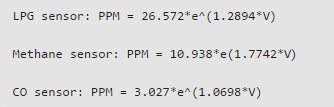 LPG sensor: PPM = 26.572*e^(1.2894*V)
Methane sensor: PPM = 10.938*e(1.7742*V)
CO sensor: PPM = 3.027*e^(1.0698*V)